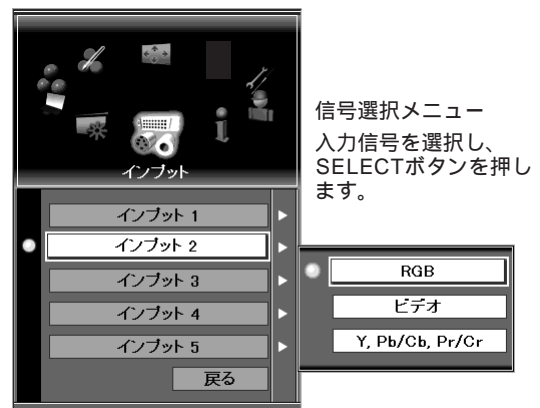 インプット
インプット 1
インプット 2
インプット 3
インプット 4
インプット 5
戻る
信号選択メニュー
入力信号を選択し、
SELECTボタンを押し
ます。
RGB
ビデオ
Y, Pb/Cb, Pr/Cr